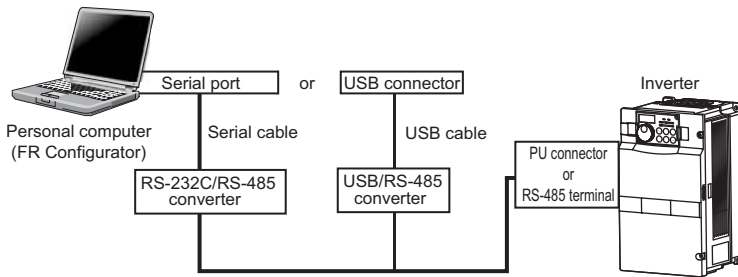 Serial port
or
USB connector
Inverter
Personal computer
(FR Configurator)
Serial cable
USB cable
PU connector
or
RS-485 terminal
RS-232C/RS-485
converter
USB/RS-485
converter